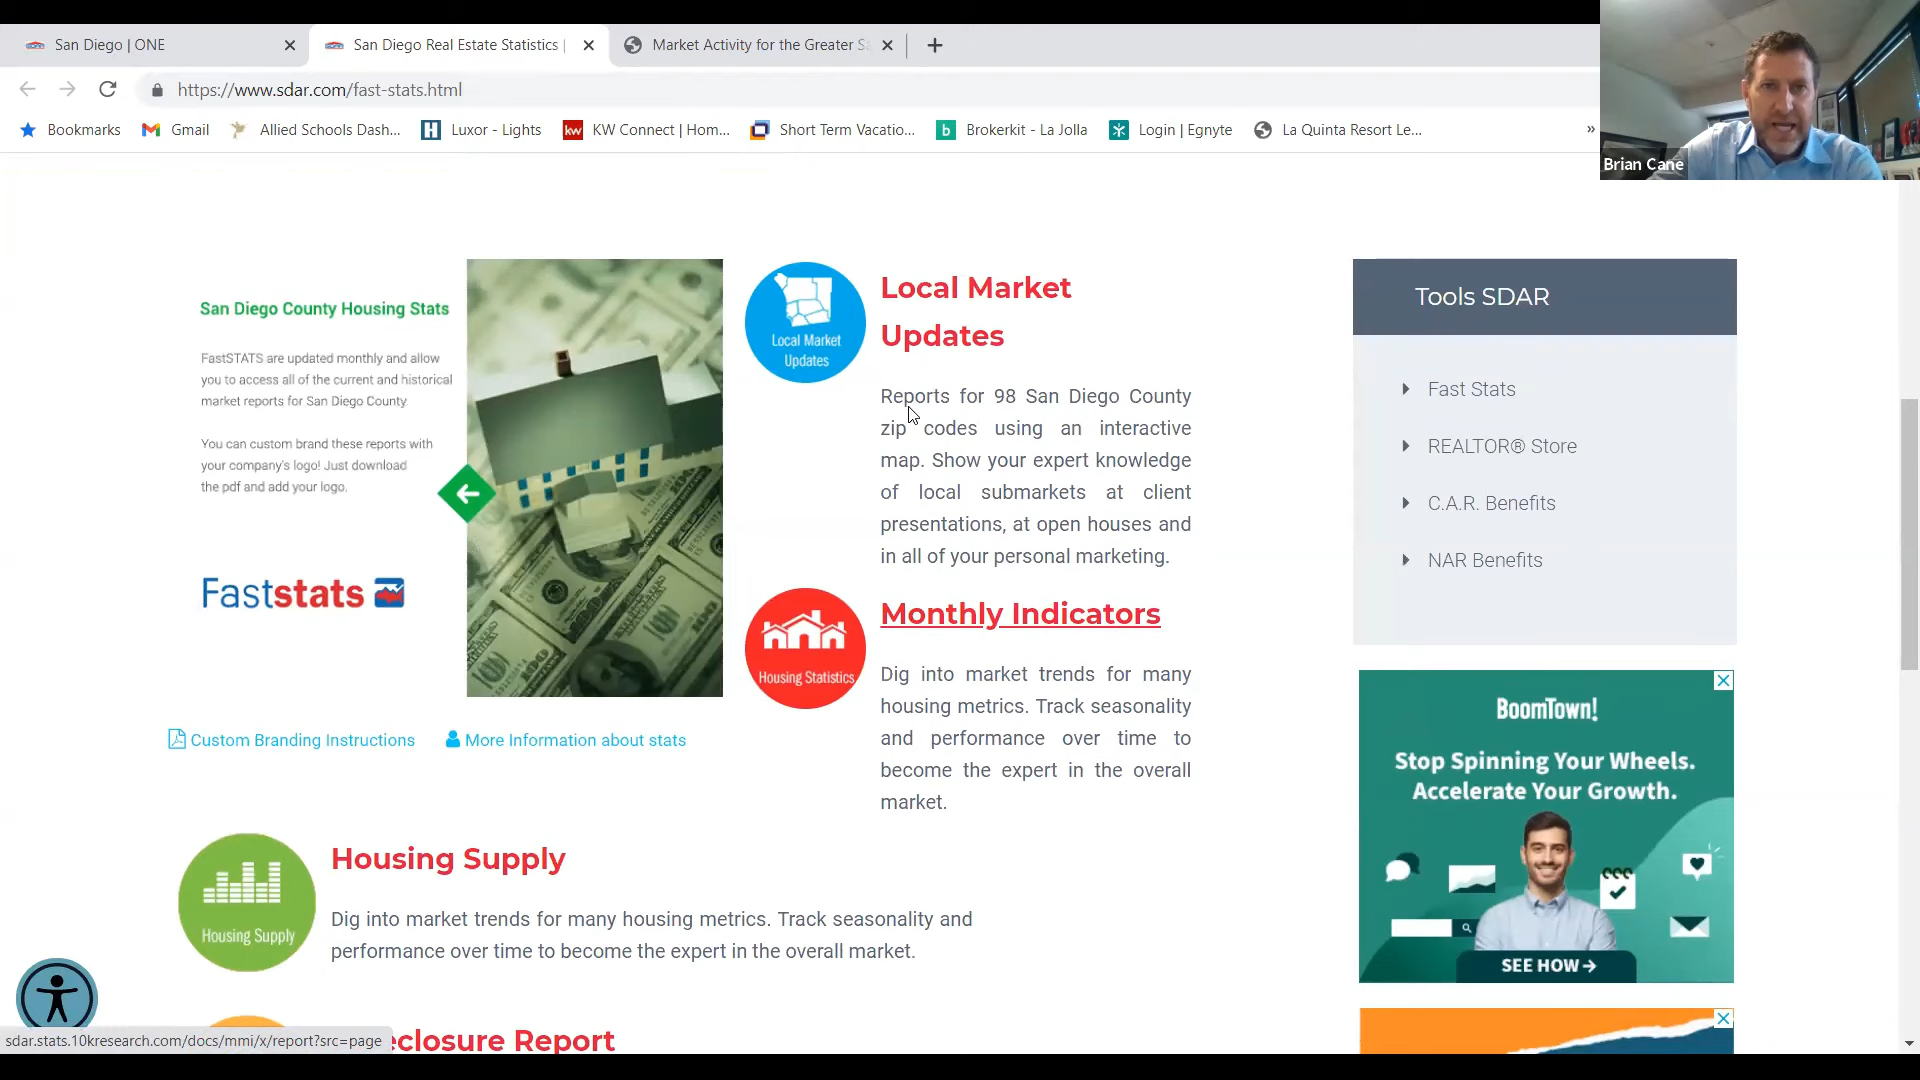 San Diego | ONE
San Diego Real Estate Statistics |
Market Activity for the Greater Sa
https://www.sdar.com/fast-stats.html
Bookmarks
Gmail
Allied Schools Dash...
Luxor - Lights
KW Connect | Hom...
Short Term Vacatio...
Brokerkit - La Jolla
Login | Egnyte
La Quinta Resort Le...
»
Brian Cane
San Diego County Housing Stats
FastSTATS are updated monthly and allow
you to access all of the current and historical
market reports for San Diego County.
You can custom brand these reports with
your company's logo! Just download
the pdf and add your logo.
Faststats
Custom Branding Instructions
More Information about stats
Local Market
Updates
Local Market
Updates
Reports for 98 San Diego County
zip codes using an interactive
map. Show your expert knowledge
of local submarkets at client
presentations, at open houses and
in all of your personal marketing.
Housing Statistics
Monthly Indicators
Dig into market trends for many
housing metrics. Track seasonality
and performance over time to
become the expert in the overall
market.
Housing Supply
Housing Supply
Dig into market trends for many housing metrics. Track seasonality and
performance over time to become the expert in the overall market.
eclosure Report
sdar.stats.10kresearch.com/docs/mmi/x/report?src=page
Tools SDAR
Fast Stats
REALTOR® Store
C.A.R. Benefits
NAR Benefits
BoomTown!
Stop Spinning Your Wheels.
Accelerate Your Growth.
SEE HOW →